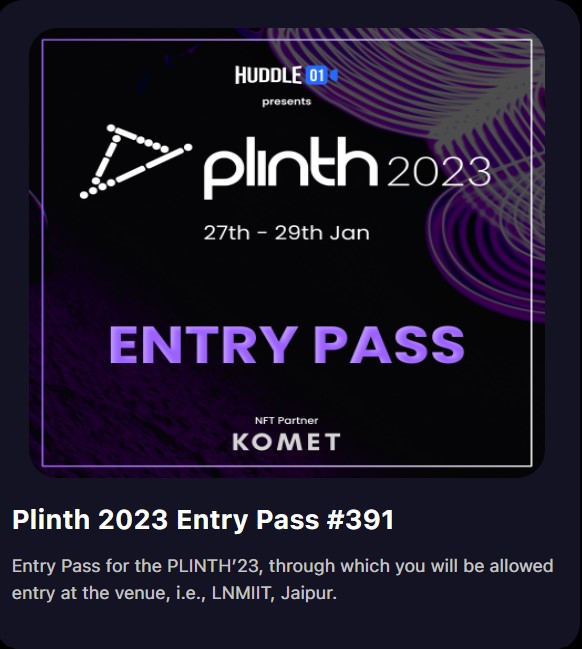 HUDDLE 01
presents
plinth 2023
27th - 29th Jan
ENTRY PASS
NFT Partner
KOMET
Plinth 2023 Entry Pass #391
Entry Pass for the PLINTH’23, through which you will be allowed
entry at the venue, i.e., LNMIIT, Jaipur.